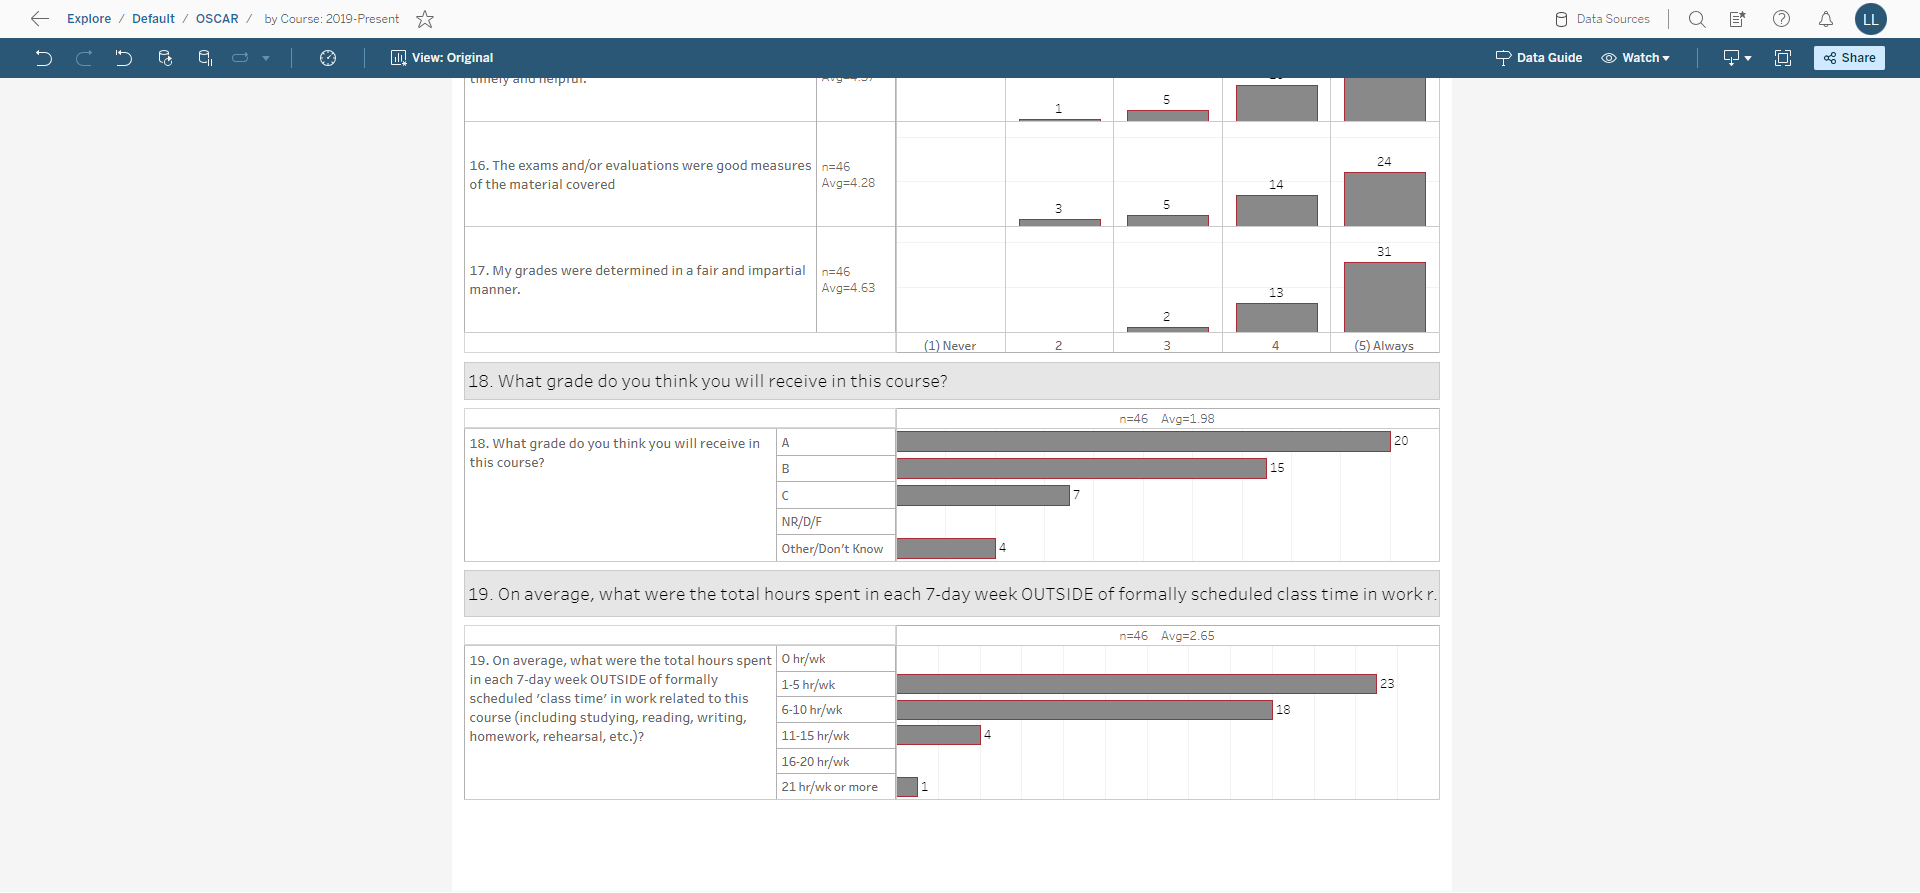 Explore / Default / OSCAR / by Course: 2019-Present
Data Sources
LL
View: Original
Data Guide
Watch
Share
timely and helpful.
Avg=4.37
1
5
16. The exams and/or evaluations were good measures
of the material covered
n=46
Avg=4.28
3
5
14
24
17. My grades were determined in a fair and impartial
manner.
n=46
Avg=4.63
2
13
31
(1) Never
2
3
4
(5) Always
18. What grade do you think you will receive in this course?
n=46 Avg=1.98
18. What grade do you think you will receive in
this course?
A
20
B
15
C
7
NR/D/F
Other/Don't Know
4
19. On average, what were the total hours spent in each 7-day week OUTSIDE of formally scheduled class time in work r.
n=46 Avg=2.65
19. On average, what were the total hours spent
in each 7-day week OUTSIDE of formally
scheduled 'class time' in work related to this
course (including studying, reading, writing,
homework, rehearsal, etc.)?
0 hr/wk
1-5 hr/wk
23
6-10 hr/wk
18
11-15 hr/wk
4
16-20 hr/wk
21 hr/wk or more
1